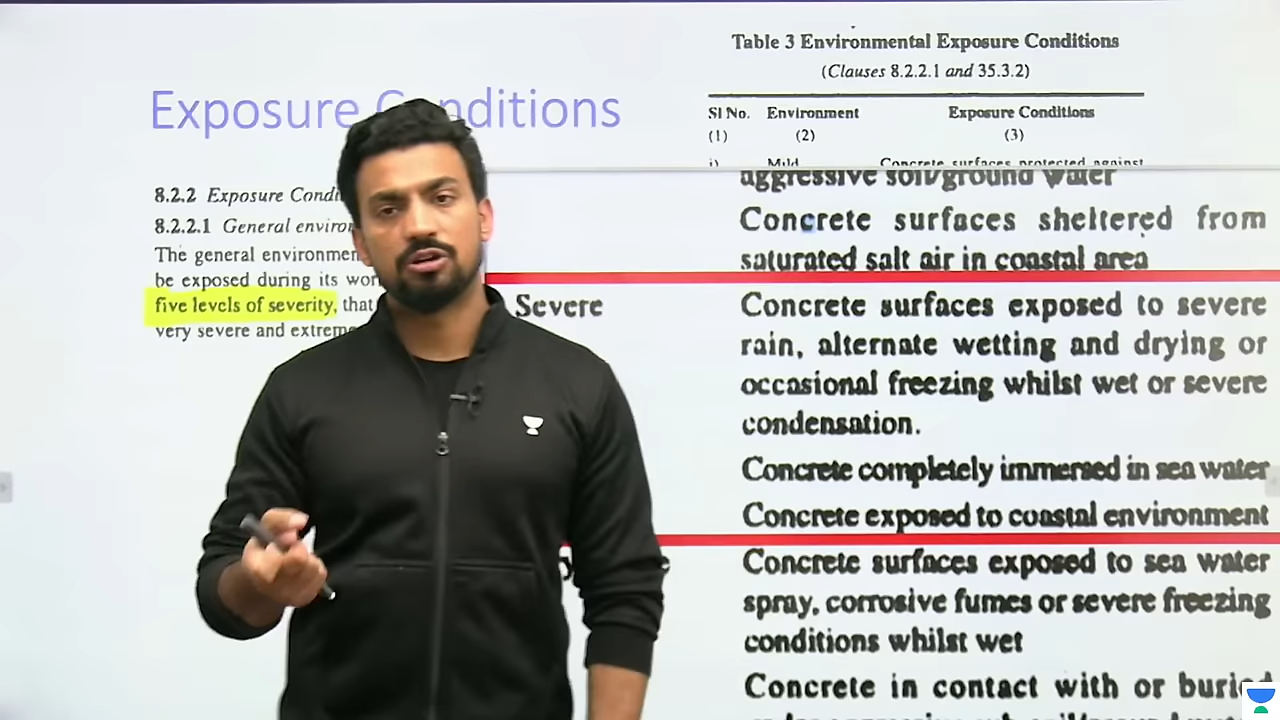 Exposure C nditions
8.2.2 Exposure Condi
8.2.2.1 General enviro
The general environmen
be exposed during its wor
five levels of severity, that
very severe and extreme
Table 3 Environmental Exposure Conditions
(Clauses 8.2.2.1 and 35.3.2)
Sl No. Environment Exposure Conditions
(1) (2) (3)
i) Mild Concrete surfaces protected against
aggressive soil/ground water
Concrete surfaces sheltered from
saturated salt air in coastal area
Severe
Concrete surfaces exposed to severe
rain, alternate wetting and drying or
occasional freezing whilst wet or severe
condensation.
Concrete completely immersed in sea water
Concrete exposed to coastal environment
Concrete surfaces exposed to sea water
spray, corrosive fumes or severe freezing
conditions whilst wet
Concrete in contact with or buried